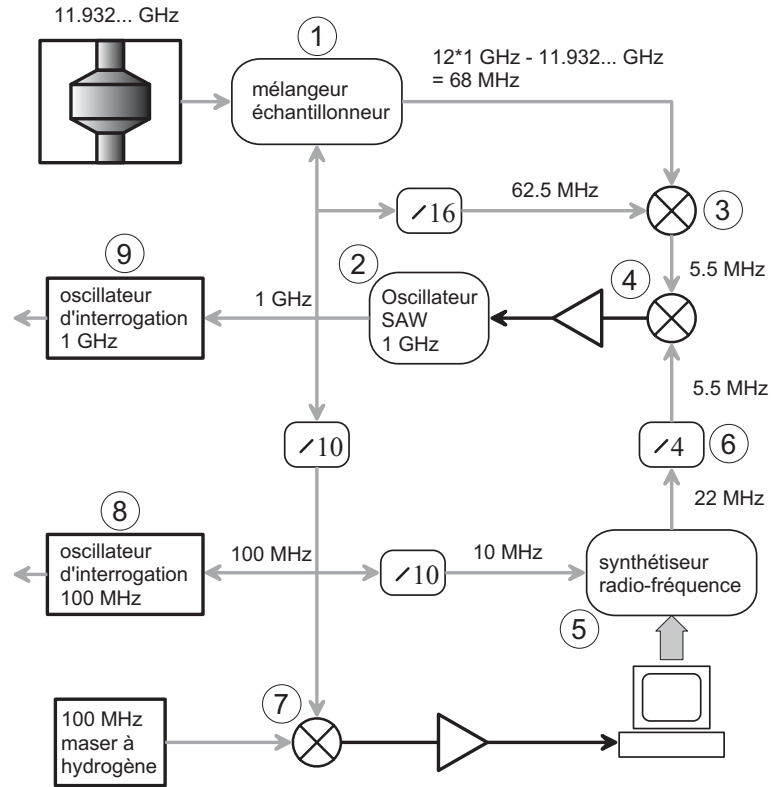 11.932... GHz
1
mélangeur
échantillonneur
12*1 GHz - 11.932... GHz
= 68 MHz
/16
62.5 MHz
3
9
oscillateur
d'interrogation
1 GHz
1 GHz
2
Oscillateur
SAW
1 GHz
4
5.5 MHz
5.5 MHz
/10
/4
6
22 MHz
8
oscillateur
d'interrogation
100 MHz
100 MHz
/10
10 MHz
synthétiseur
radio-fréquence
5
7
100 MHz
maser à
hydrogène